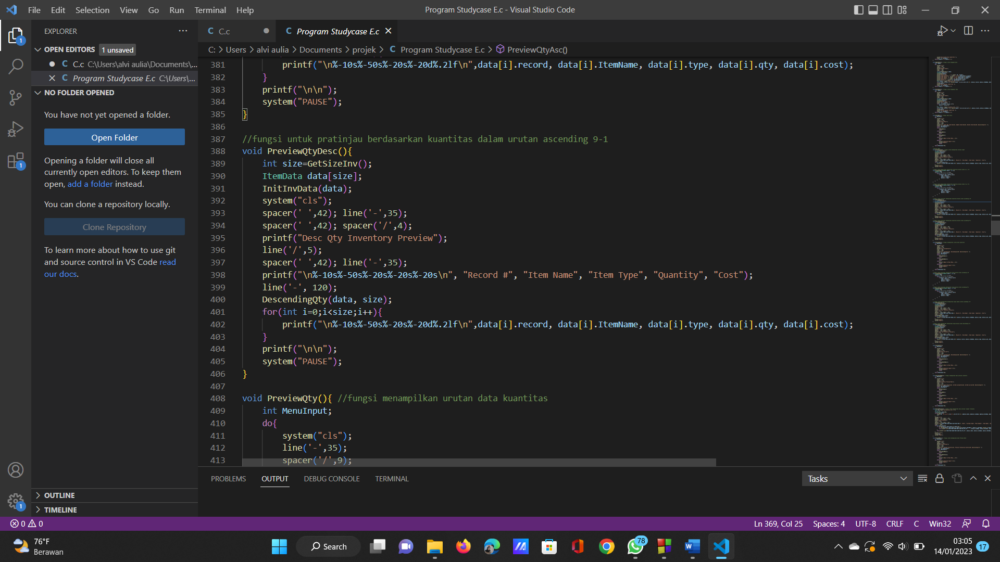 File Edit Selection View Go Run Terminal Help
Program Studycase E.c - Visual Studio Code
EXPLORER
OPEN EDITORS 1 unsaved
C.c C:\Users\alvi aulia\Documents\...
Program Studycase E.c C:\Users\...
NO FOLDER OPENED
You have not yet opened a folder.
Open Folder
Opening a folder will close all
currently open editors. To keep them
open, add a folder instead.
You can clone a repository locally.
Clone Repository
To learn more about how to use git
and source control in VS Code read
our docs.
OUTLINE
TIMELINE
C C.c
C Program Studycase E.c
C: > Users > alvi aulia > Documents > projek > C Program Studycase E.c > PreviewQtyAsc()
381 printf("\n%-10s%-50s%-20s%-20d%.2lf\n",data[i].record, data[i].ItemName, data[i].type, data[i].qty, data[i].cost);
382 }
383 printf("\n\n");
384 system("PAUSE");
385 }
386
387 //fungsi untuk pratinjau berdasarkan kuantitas dalam urutan ascending 9-1
388 void PreviewQtyDesc(){
389 int size=GetSizeInv();
390 ItemData data[size];
391 InitInvData(data);
392 system("cls");
393 spacer(' ',42); line('-',35);
394 spacer(' ',42); spacer('/',4);
395 printf("Desc Qty Inventory Preview");
396 line('/',5);
397 spacer(' ',42); line('-',35);
398 printf("\n%-10s%-50s%-20s%-20s%-20s\n", "Record #", "Item Name", "Item Type", "Quantity", "Cost");
399 line('-', 120);
400 DescendingQty(data, size);
401 for(int i=0;i<size;i++){
402 printf("\n%-10s%-50s%-20s%-20d%.2lf\n",data[i].record, data[i].ItemName, data[i].type, data[i].qty, data[i].cost);
403 }
404 printf("\n\n");
405 system("PAUSE");
406 }
407
408 void PreviewQty(){ //fungsi menampilkan urutan data kuantitas
409 int MenuInput;
410 do{
411 system("cls");
412 line('-',35);
413 spacer('/',9);
PROBLEMS OUTPUT DEBUG CONSOLE TERMINAL
Tasks
0 0
Ln 369, Col 25 Spaces: 4 UTF-8 CRLF C Win32
76°F
Berawan
Search
78
03:05
14/01/2023
17